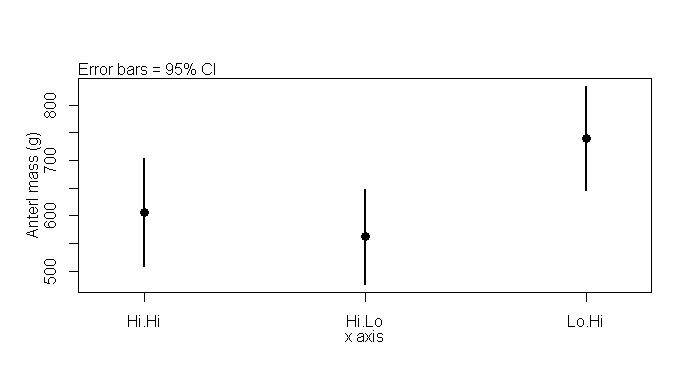 Error bars = 95% CI
Anterl mass (g)
800
700
600
500
Hi.Hi
Hi.Lo
Lo.Hi
x axis